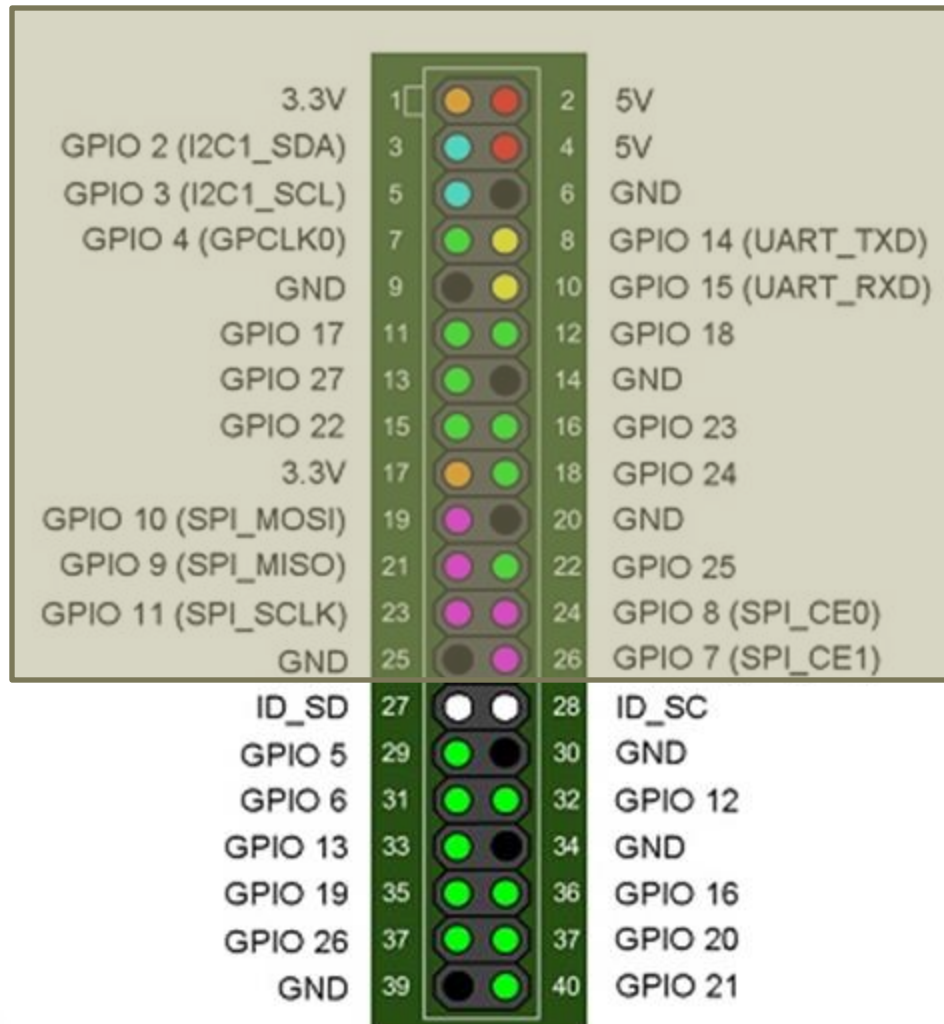 3.3V 1 2 5V
GPIO 2 (I2C1_SDA) 3 4 5V
GPIO 3 (I2C1_SCL) 5 6 GND
GPIO 4 (GPCLK0) 7 8 GPIO 14 (UART_TXD)
GND 9 10 GPIO 15 (UART_RXD)
GPIO 17 11 12 GPIO 18
GPIO 27 13 14 GND
GPIO 22 15 16 GPIO 23
3.3V 17 18 GPIO 24
GPIO 10 (SPI_MOSI) 19 20 GND
GPIO 9 (SPI_MISO) 21 22 GPIO 25
GPIO 11 (SPI_SCLK) 23 24 GPIO 8 (SPI_CE0)
GND 25 26 GPIO 7 (SPI_CE1)
ID_SD 27 28 ID_SC
GPIO 5 29 30 GND
GPIO 6 31 32 GPIO 12
GPIO 13 33 34 GND
GPIO 19 35 36 GPIO 16
GPIO 26 37 37 GPIO 20
GND 39 40 GPIO 21